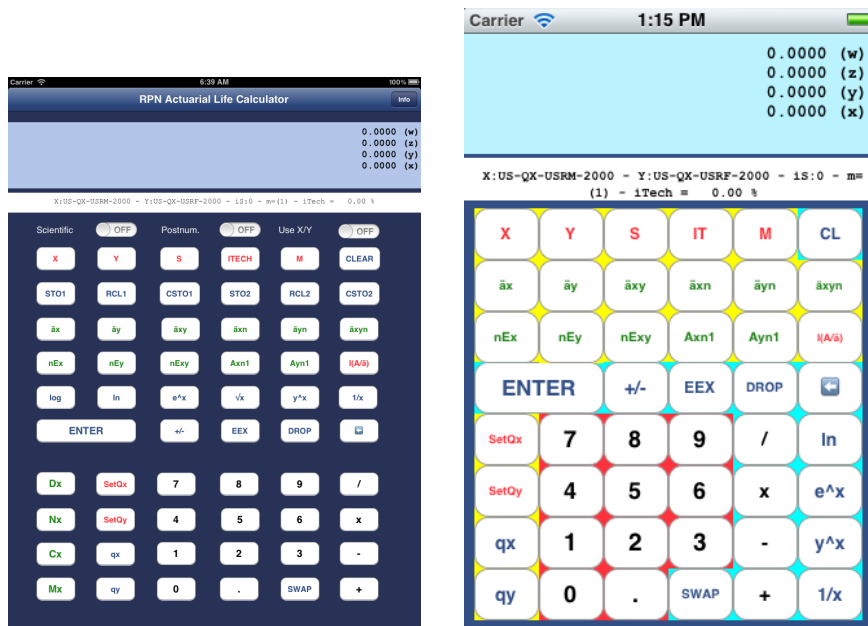 Carrier 6:39 AM 100%
RPN Actuarial Life Calculator Info
0.0000 (w)
0.0000 (z)
0.0000 (y)
0.0000 (x)
X:US-QX-USRM-2000 - Y:US-QX-USRF-2000 - iS:0 - m=(1) - iTech = 0.00 %
Scientific OFF Postnum. OFF Use X/Y OFF
X Y S ITECH M CLEAR
STO1 RCL1 CSTO1 STO2 RCL2 CSTO2
äx äy äxy äxn äyn äxyn
nEx nEy nExy Axn1 Ayn1 I(A/ä)
log ln e^x √x y^x 1/x
ENTER +/- EEX DROP
Dx SetQx 7 8 9 /
Nx SetQy 4 5 6 x
Cx qx 1 2 3 -
Mx qy 0 . SWAP +
Carrier 1:15 PM
0.0000 (w)
0.0000 (z)
0.0000 (y)
0.0000 (x)
X:US-QX-USRM-2000 - Y:US-QX-USRF-2000 - iS:0 - m=
(1) - iTech = 0.00 %
X Y S IT M CL
äx äy äxy äxn äyn äxyn
nEx nEy nExy Axn1 Ayn1 I(A/ä)
ENTER +/- EEX DROP
SetQx 7 8 9 / ln
SetQy 4 5 6 x e^x
qx 1 2 3 - y^x
qy 0 . SWAP + 1/x